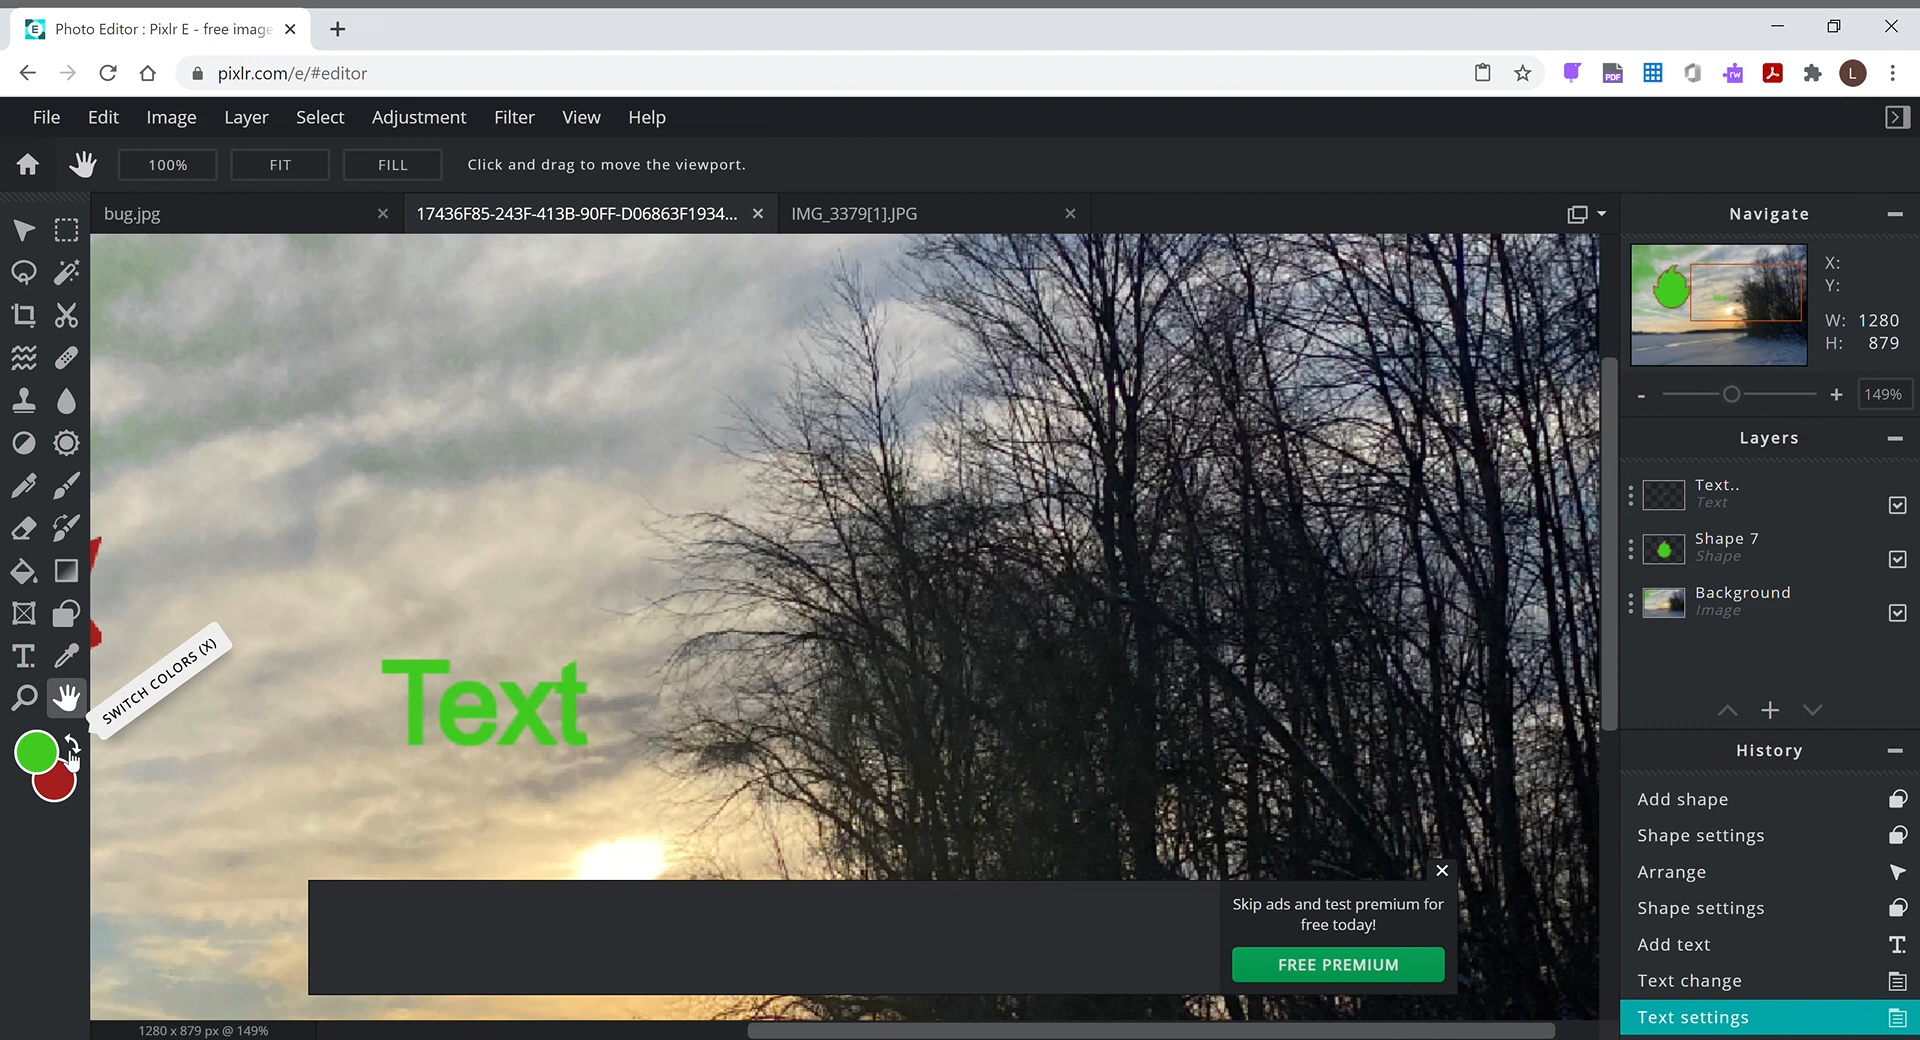 Photo Editor : Pixlr E - free image
pixlr.com/e/#editor
PDF
rw
L
File Edit Image Layer Select Adjustment Filter View Help
100% FIT FILL Click and drag to move the viewport.
bug.jpg
17436F85-243F-413B-90FF-D06863F1934...
IMG_3379[1].JPG
Navigate
X:
Y:
W: 1280
H: 879
149%
Layers
Text..
Text
Shape 7
Shape
Background
Image
History
Add shape
Shape settings
Arrange
Shape settings
Add text
Text change
Text settings
SWITCH COLORS (X)
Text
Skip ads and test premium for
free today!
FREE PREMIUM
1280 x 879 px @ 149%